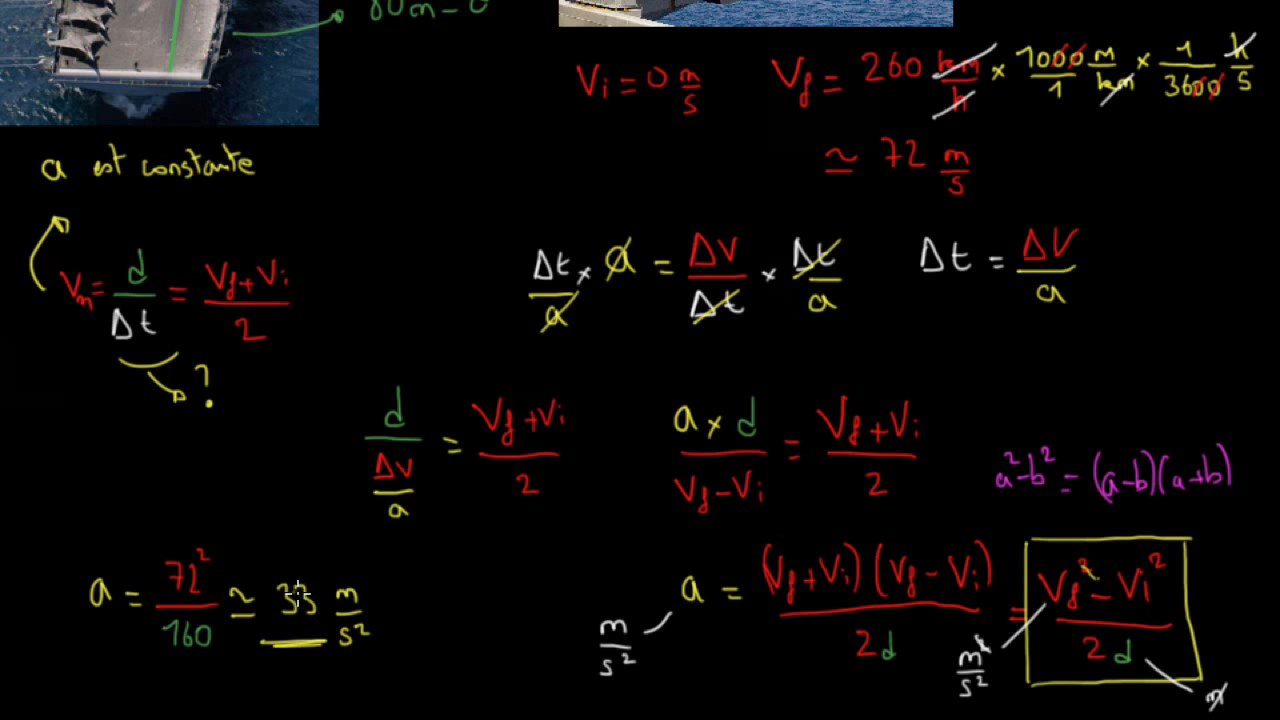 80m = d
Vi = 0 m/s
Vf = 260 km/h × 1000/1 m/km × 1/3600 h/s
≃ 72 m/s
a est constante
Vm = d/Δt = (Vf + Vi)/2
?
Δt/a × a = ΔV/Δt × Δt/a
Δt = ΔV/a
d/(ΔV/a) = (Vf + Vi)/2
(a × d)/(Vf - Vi) = (Vf + Vi)/2
a² - b² = (a - b)(a + b)
a = 72²/160 ≃ 33 m/s²
a = (Vf + Vi)(Vf - Vi)/2d = (Vf² - Vi²)/2d
m/s²
m²/s²
m